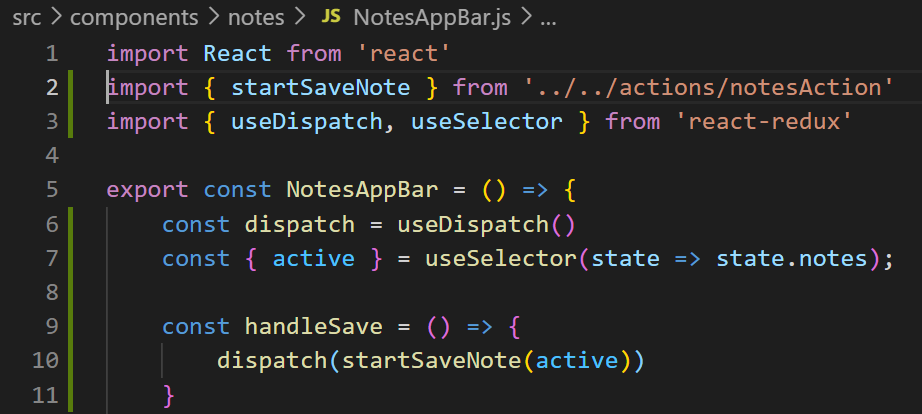 src > components > notes > JS NotesAppBar.js > ...
1 import React from 'react'
2 import { startSaveNote } from '../../actions/notesAction'
3 import { useDispatch, useSelector } from 'react-redux'
4
5 export const NotesAppBar = () => {
6     const dispatch = useDispatch()
7     const { active } = useSelector(state => state.notes);
8
9     const handleSave = () => {
10         dispatch(startSaveNote(active))
11     }